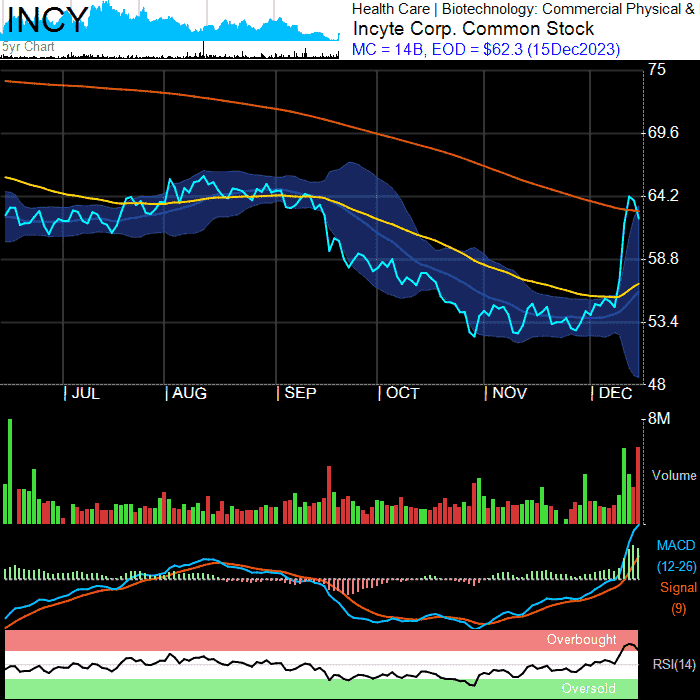 INCY
5yr Chart
Health Care | Biotechnology: Commercial Physical &
Incyte Corp. Common Stock
MC = 14B, EOD = $62.3 (15Dec2023)
75
69.6
64.2
58.8
53.4
48
| JUL | AUG | SEP | OCT | NOV | DEC
8M
Volume
MACD
(12-26)
Signal
(9)
Overbought
RSI(14)
Oversold